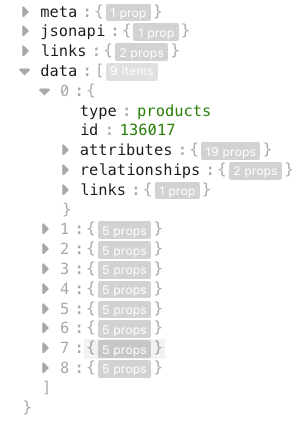 meta : { 1 prop }
jsonapi : { 1 prop }
links : { 2 props }
data : [ 9 items
0 : {
type : products
id : 136017
attributes : { 19 props }
relationships : { 2 props }
links : { 1 prop }
}
1 : { 5 props }
2 : { 5 props }
3 : { 5 props }
4 : { 5 props }
5 : { 5 props }
6 : { 5 props }
7 : { 5 props }
8 : { 5 props }
]
}